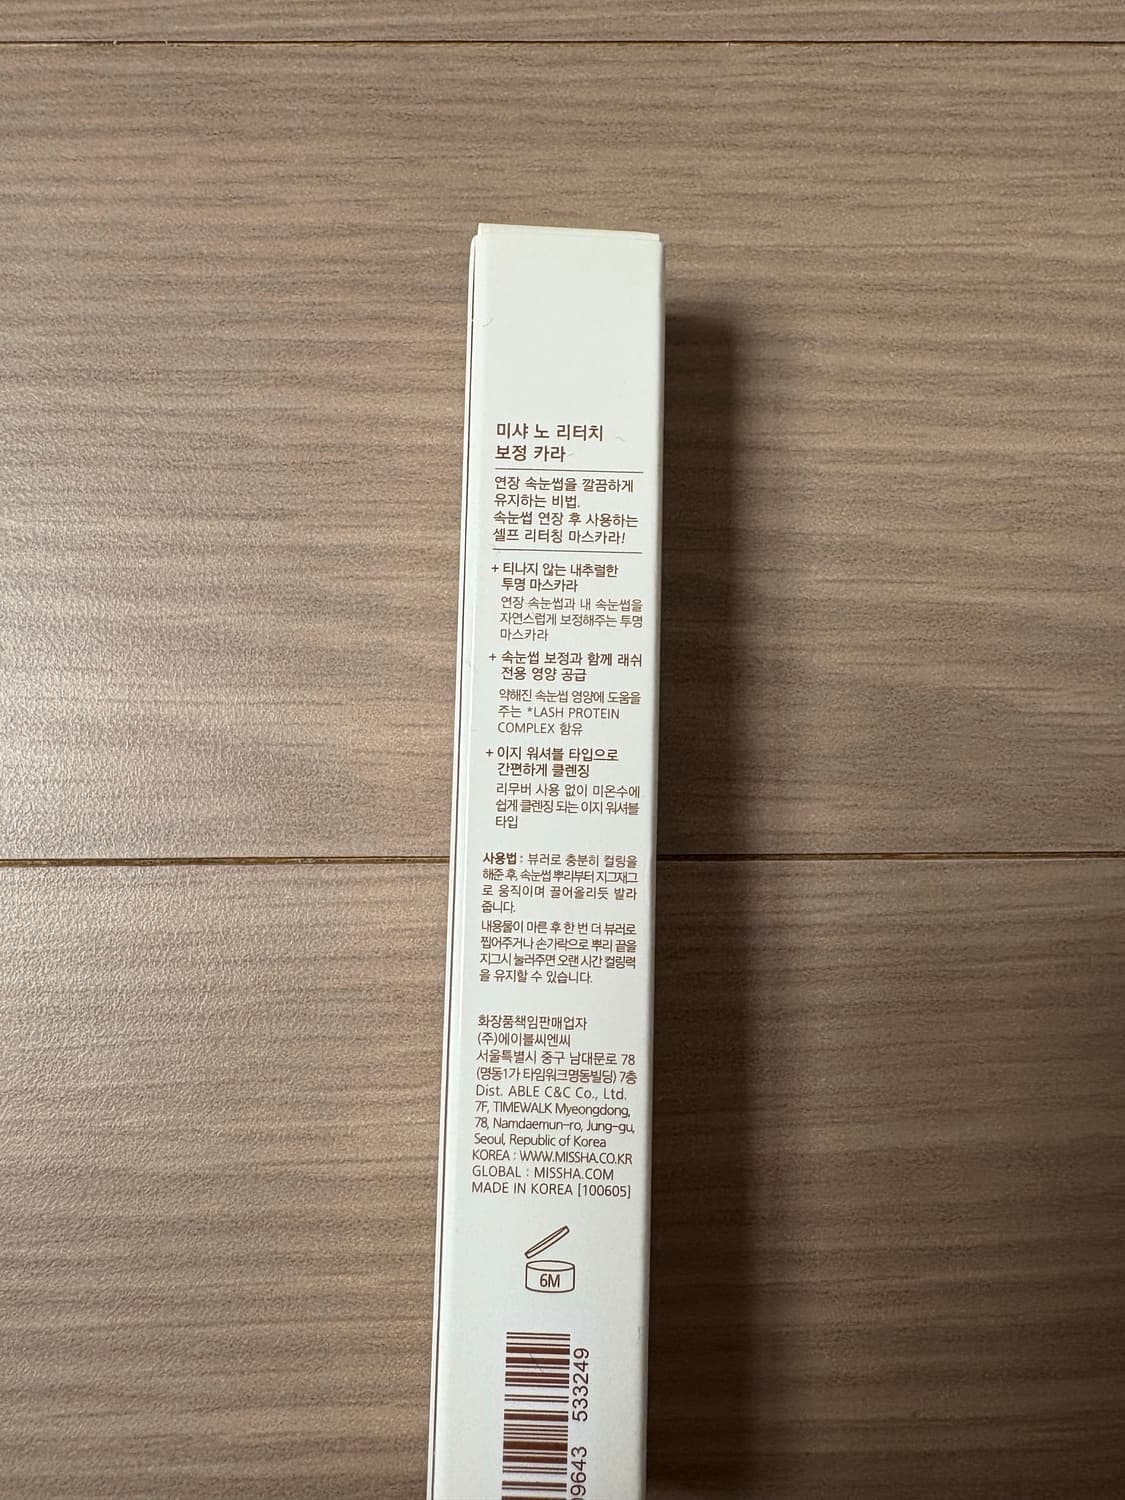 미샤 노 리터치
보정 카라
연장 속눈썹을 깔끔하게
유지하는 비법.
속눈썹 연장 후 사용하는
셀프 리터칭 마스카라!
+ 티나지 않는 내추럴한
투명 마스카라
연장 속눈썹과 내 속눈썹을
자연스럽게 보정해주는 투명
마스카라
+ 속눈썹 보정과 함께 래쉬
전용 영양 공급
약해진 속눈썹 영양에 도움을
주는 *LASH PROTEIN
COMPLEX 함유
+ 이지 워셔블 타입으로
간편하게 클렌징
리무버 사용 없이 미온수에
쉽게 클렌징 되는 이지 워셔블
타입
사용법 : 뷰러로 충분히 컬링을
해준 후, 속눈썹 뿌리부터 지그재그
로 움직이며 끌어올리듯 발라
줍니다.
내용물이 마른 후 한 번 더 뷰러로
찝어주거나 손가락으로 뿌리 끝을
지그시 눌러주면 오랜 시간 컬링력
을 유지할 수 있습니다.
화장품책임판매업자
(주)에이블씨엔씨
서울특별시 중구 남대문로 78
(명동1가 타임워크명동빌딩) 7층
Dist. ABLE C&C Co., Ltd.
7F, TIMEWALK Myeongdong,
78, Namdaemun-ro, Jung-gu,
Seoul, Republic of Korea
KOREA : WWW.MISSHA.CO.KR
GLOBAL : MISSHA.COM
MADE IN KOREA [100605]
6M
9643 533249